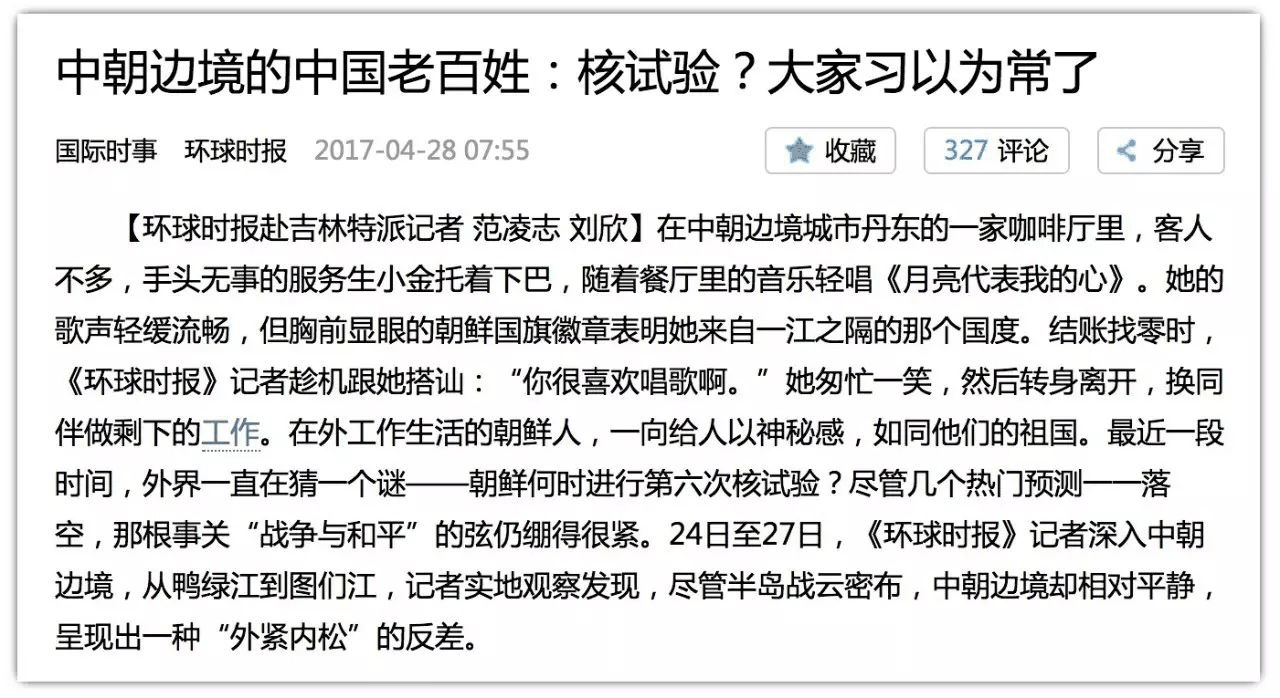 中朝边境的中国老百姓：核试验？大家习以为常了
国际时事 环球时报 2017-04-28 07:55 收藏 327 评论 分享
【环球时报赴吉林特派记者 范凌志 刘欣】在中朝边境城市丹东的一家咖啡厅里，客人
不多，手头无事的服务生小金托着下巴，随着餐厅里的音乐轻唱《月亮代表我的心》。她的
歌声轻缓流畅，但胸前显眼的朝鲜国旗徽章表明她来自一江之隔的那个国度。结账找零时，
《环球时报》记者趁机跟她搭讪：“你很喜欢唱歌啊。”她匆忙一笑，然后转身离开，换同
伴做剩下的工作。在外工作生活的朝鲜人，一向给人以神秘感，如同他们的祖国。最近一段
时间，外界一直在猜一个谜——朝鲜何时进行第六次核试验？尽管几个热门预测一一落
空，那根事关“战争与和平”的弦仍绷得很紧。24日至27日，《环球时报》记者深入中朝
边境，从鸭绿江到图们江，记者实地观察发现，尽管半岛战云密布，中朝边境却相对平静，
呈现出一种“外紧内松”的反差。